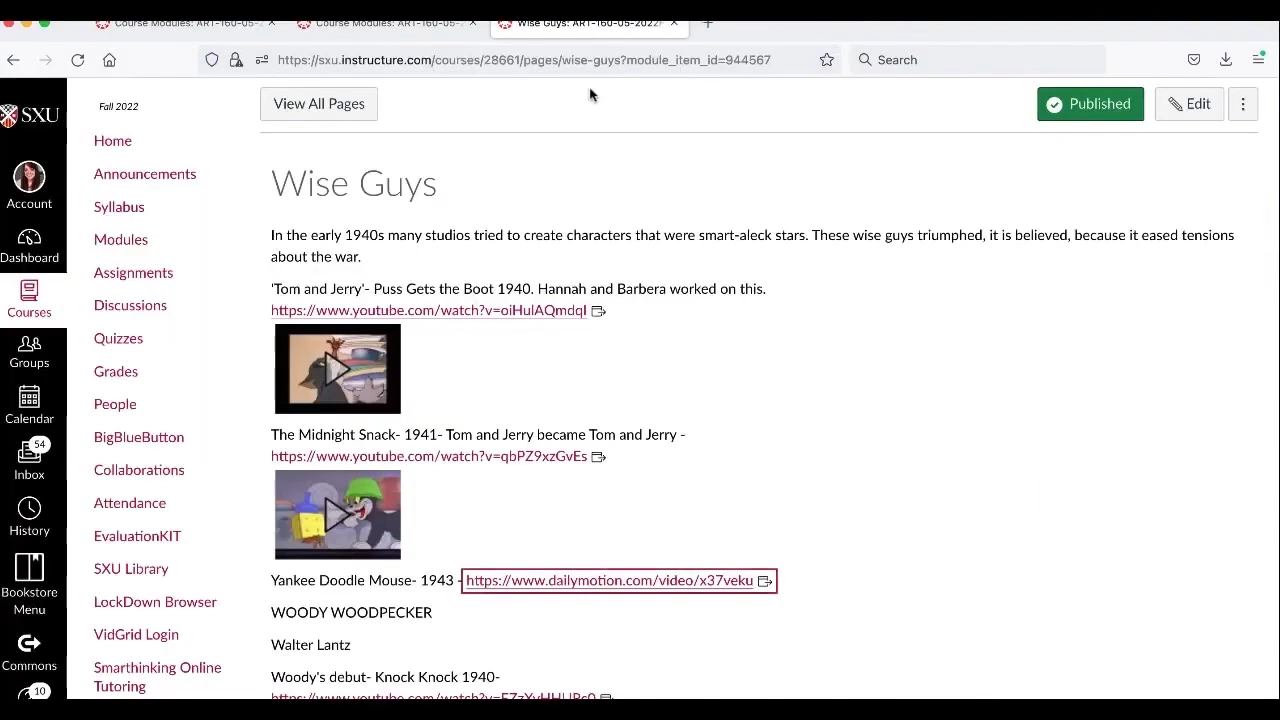 Course Modules: ART-160-05-2
Course Modules: ART-160-05-2
Wise Guys: ART-160-05-2022F
https://sxu.instructure.com/courses/28661/pages/wise-guys?module_item_id=944567
Search
SXU
Account
Dashboard
Courses
Groups
Calendar
54
Inbox
History
Bookstore
Menu
Commons
10
Fall 2022
Home
Announcements
Syllabus
Modules
Assignments
Discussions
Quizzes
Grades
People
BigBlueButton
Collaborations
Attendance
EvaluationKIT
SXU Library
LockDown Browser
VidGrid Login
Smarthinking Online
Tutoring
View All Pages
Published
Edit
Wise Guys
In the early 1940s many studios tried to create characters that were smart-aleck stars. These wise guys triumphed, it is believed, because it eased tensions
about the war.
'Tom and Jerry'- Puss Gets the Boot 1940. Hannah and Barbera worked on this.
https://www.youtube.com/watch?v=oiHulAQmdqI
The Midnight Snack- 1941- Tom and Jerry became Tom and Jerry -
https://www.youtube.com/watch?v=qbPZ9xzGvEs
Yankee Doodle Mouse- 1943 - https://www.dailymotion.com/video/x37veku
WOODY WOODPECKER
Walter Lantz
Woody's debut- Knock Knock 1940-